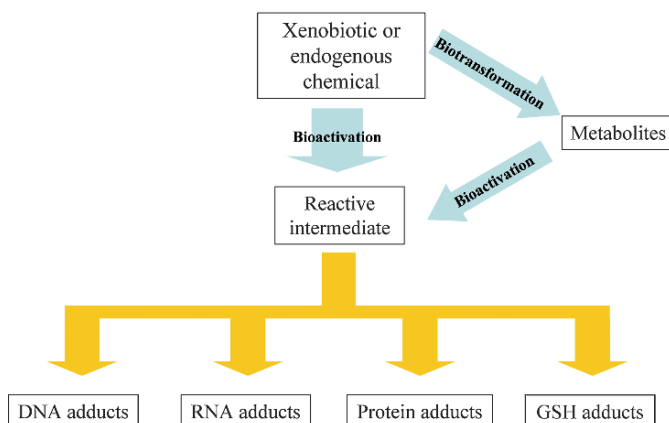 Xenobiotic or
endogenous
chemical
Biotransformation
Bioactivation
Metabolites
Bioactivation
Reactive
intermediate
DNA adducts
RNA adducts
Protein adducts
GSH adducts